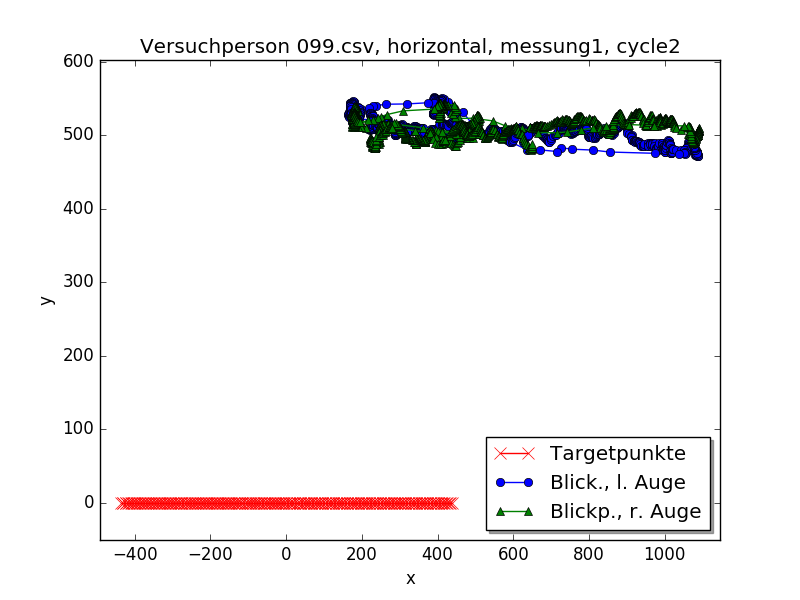 Versuchperson 099.csv, horizontal, messung1, cycle2
600
500
400
300
200
100
0
y
−400 −200 0 200 400 600 800 1000
x
Targetpunkte
Blick., l. Auge
Blickp., r. Auge